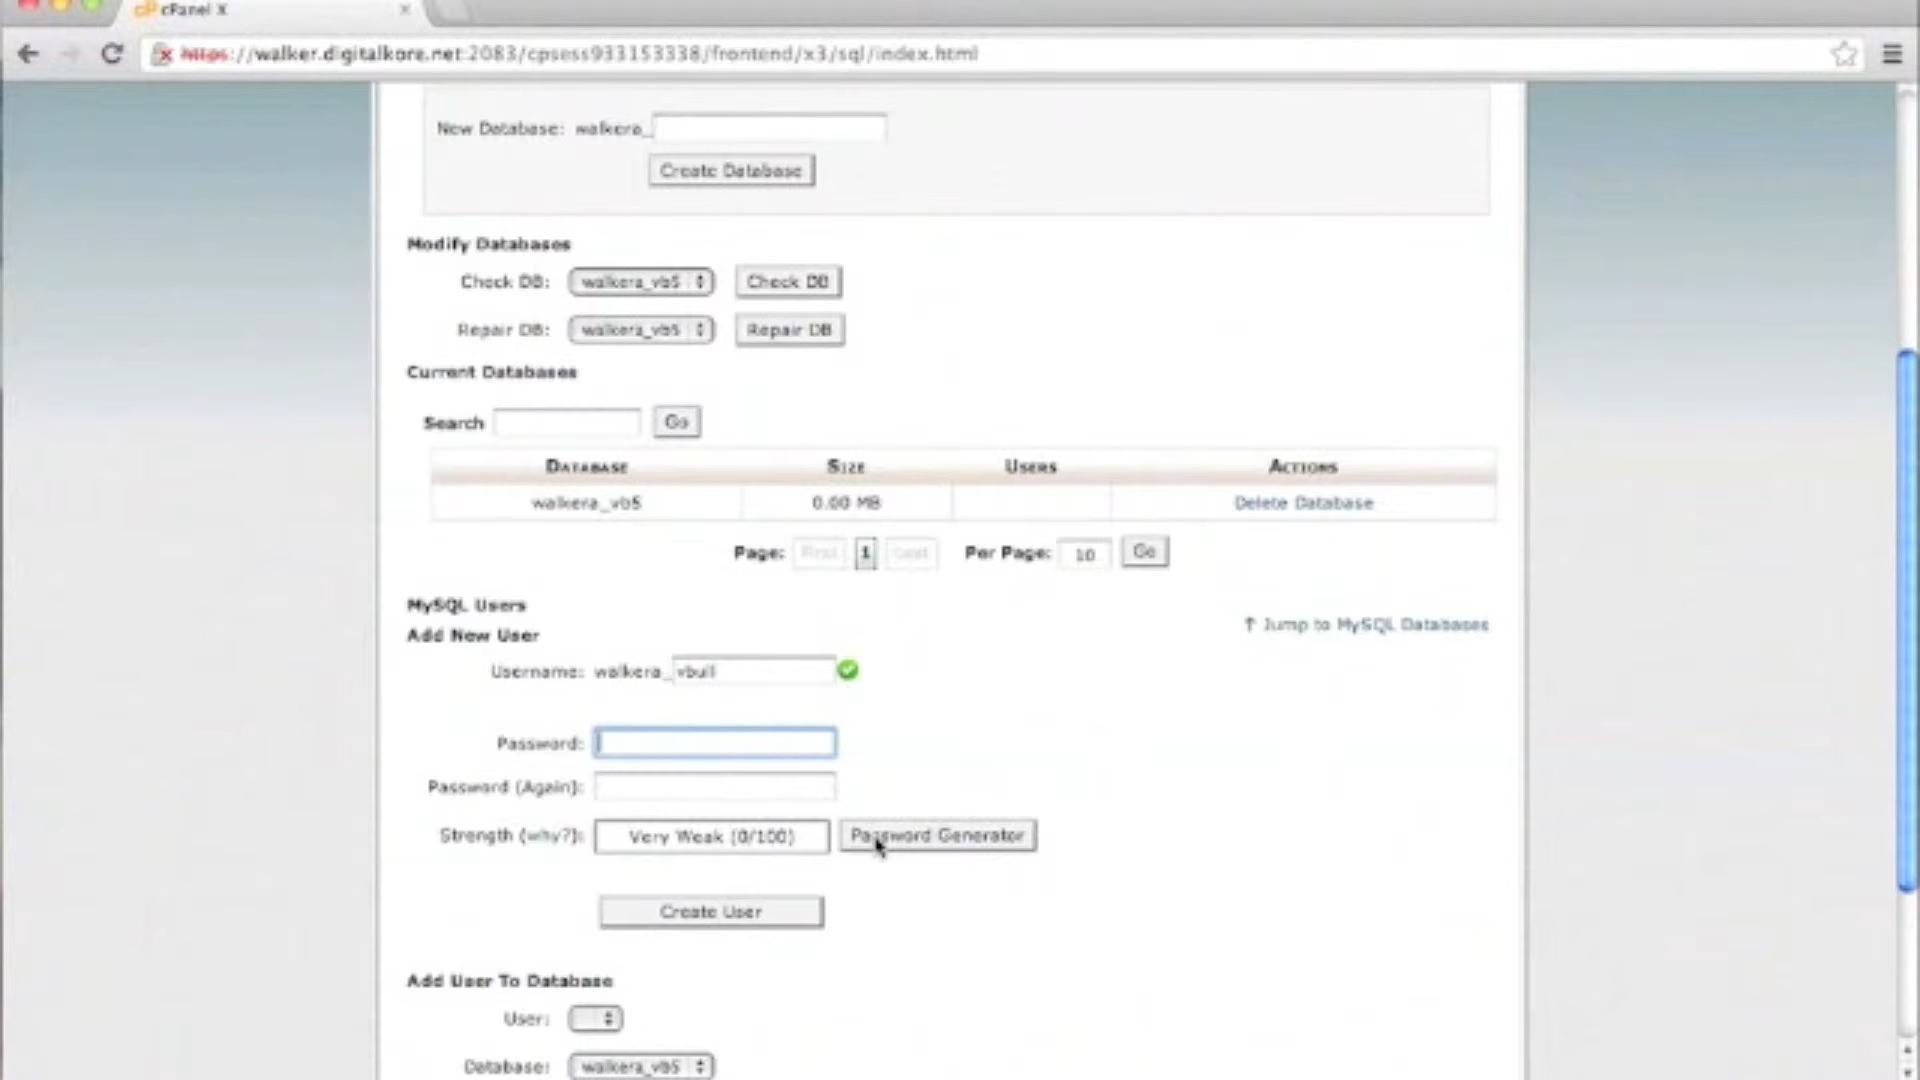 cPanel X
https://walker.digitalkore.net:2083/cpsess933153338/frontend/x3/sql/index.html
New Database: walkera_
Create Database
Modify Databases
Check DB: walkera_vb5 Check DB
Repair DB: walkera_vb5 Repair DB
Current Databases
Search Go
DATABASE SIZE USERS ACTIONS
walkera_vb5 0.00 MB Delete Database
Page: First 1 Last Per Page: 10 Go
MySQL Users
↑ Jump to MySQL Databases
Add New User
Username: walkera_ vbull
Password:
Password (Again):
Strength (why?): Very Weak (0/100) Password Generator
Create User
Add User To Database
User:
Database: walkera_vb5